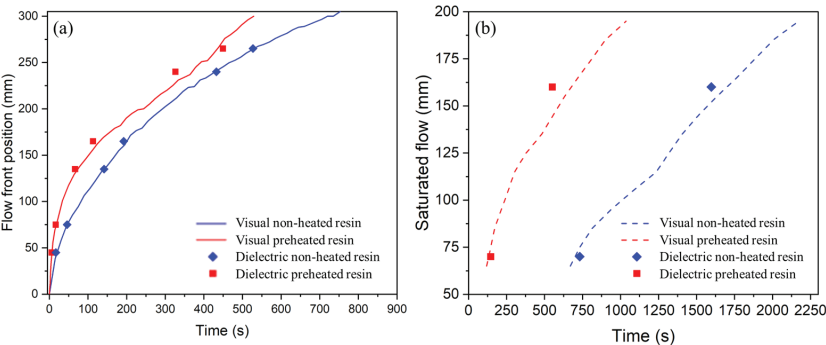 (a)
Flow front position (mm)
300
250
200
150
100
50
0
0 100 200 300 400 500 600 700 800 900
Time (s)
Visual non-heated resin
Visual preheated resin
Dielectric non-heated resin
Dielectric preheated resin
(b)
Saturated flow (mm)
200
150
100
50
0 250 500 750 1000 1250 1500 1750 2000 2250
Time (s)
Visual non-heated resin
Visual preheated resin
Dielectric non-heated resin
Dielectric preheated resin